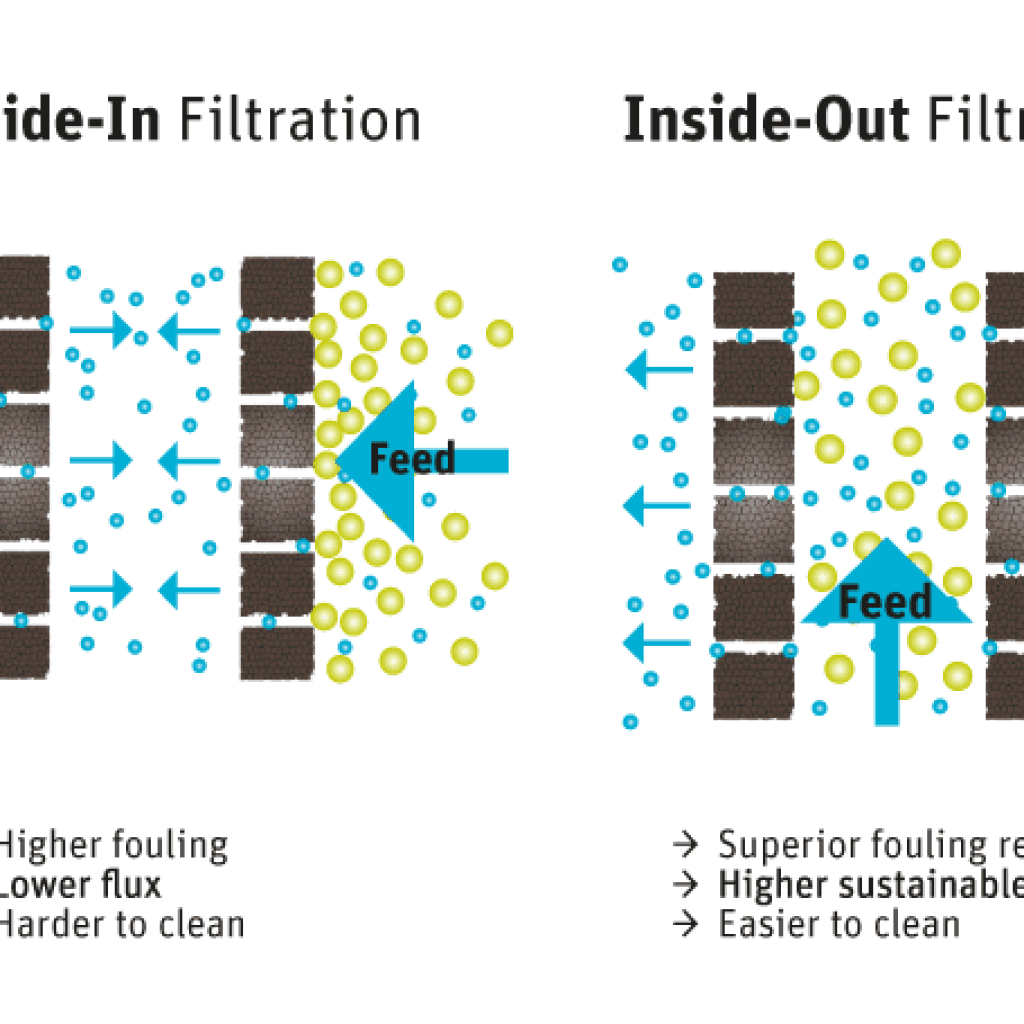 ide-In Filtration
Inside-Out Filtr
Feed
Feed
Higher fouling
Lower flux
Harder to clean
→ Superior fouling re
→ Higher sustainable
→ Easier to clean